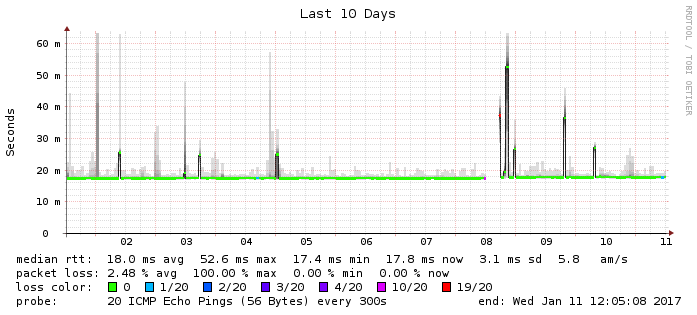 Last 10 Days
RRDTOOL / TOBI OETIKER
Seconds
60 m
50 m
40 m
30 m
20 m
10 m
0
02 03 04 05 06 07 08 09 10 11
median rtt: 18.0 ms avg 52.6 ms max 17.4 ms min 17.8 ms now 3.1 ms sd 5.8 am/s
packet loss: 2.48 % avg 100.00 % max 0.00 % min 0.00 % now
loss color: 0 1/20 2/20 3/20 4/20 10/20 19/20
probe: 20 ICMP Echo Pings (56 Bytes) every 300s end: Wed Jan 11 12:05:08 2017